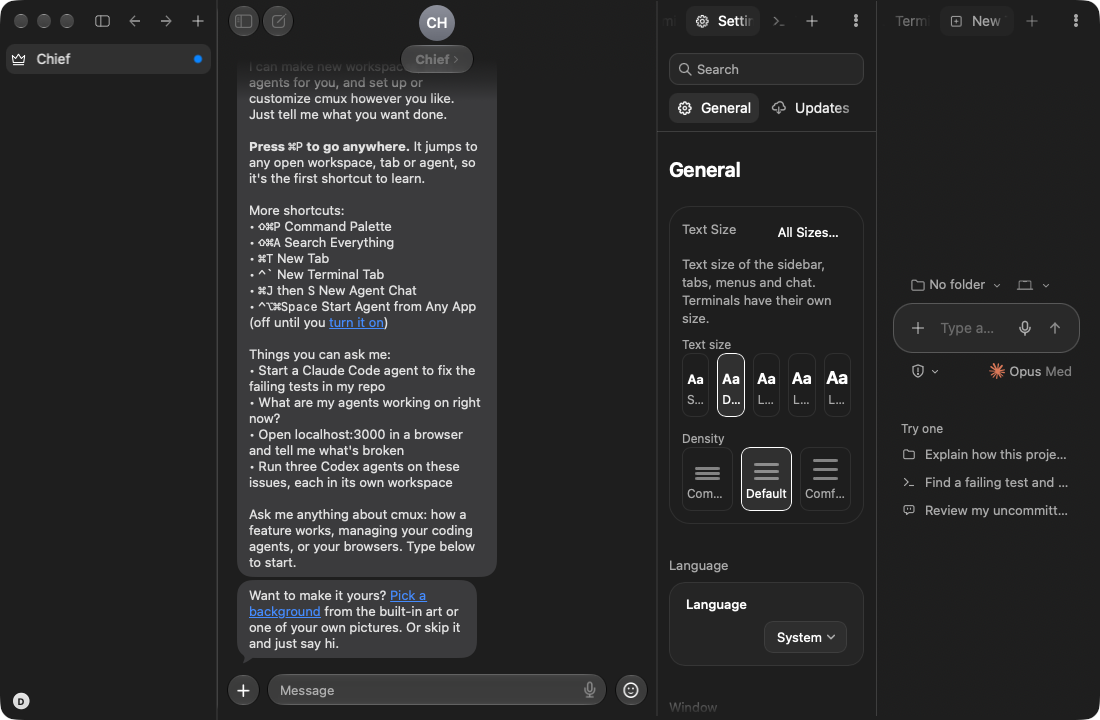 Chief
D
CH
Chief ›
I can make new workspac
agents for you, and set up or
customize cmux however you like.
Just tell me what you want done.
Press ⌘P to go anywhere. It jumps to
any open workspace, tab or agent, so
it's the first shortcut to learn.
More shortcuts:
• ⇧⌘P Command Palette
• ⇧⌘A Search Everything
• ⌘T New Tab
• ^` New Terminal Tab
• ⌘J then S New Agent Chat
• ^⌥⌘Space Start Agent from Any App
(off until you turn it on)
Things you can ask me:
• Start a Claude Code agent to fix the
failing tests in my repo
• What are my agents working on right
now?
• Open localhost:3000 in a browser
and tell me what's broken
• Run three Codex agents on these
issues, each in its own workspace
Ask me anything about cmux: how a
feature works, managing your coding
agents, or your browsers. Type below
to start.
Want to make it yours? Pick a
background from the built-in art or
one of your own pictures. Or skip it
and just say hi.
Message
Settin
Search
General
Updates
General
Text Size
All Sizes...
Text size of the sidebar,
tabs, menus and chat.
Terminals have their own
size.
Text size
Aa Aa Aa Aa Aa
S... D... L... L... L...
Density
Com... Default Comf...
Language
Language
System
Window
Termi
New
No folder
Type a...
Opus Med
Try one
Explain how this proje...
Find a failing test and ...
Review my uncommitt...